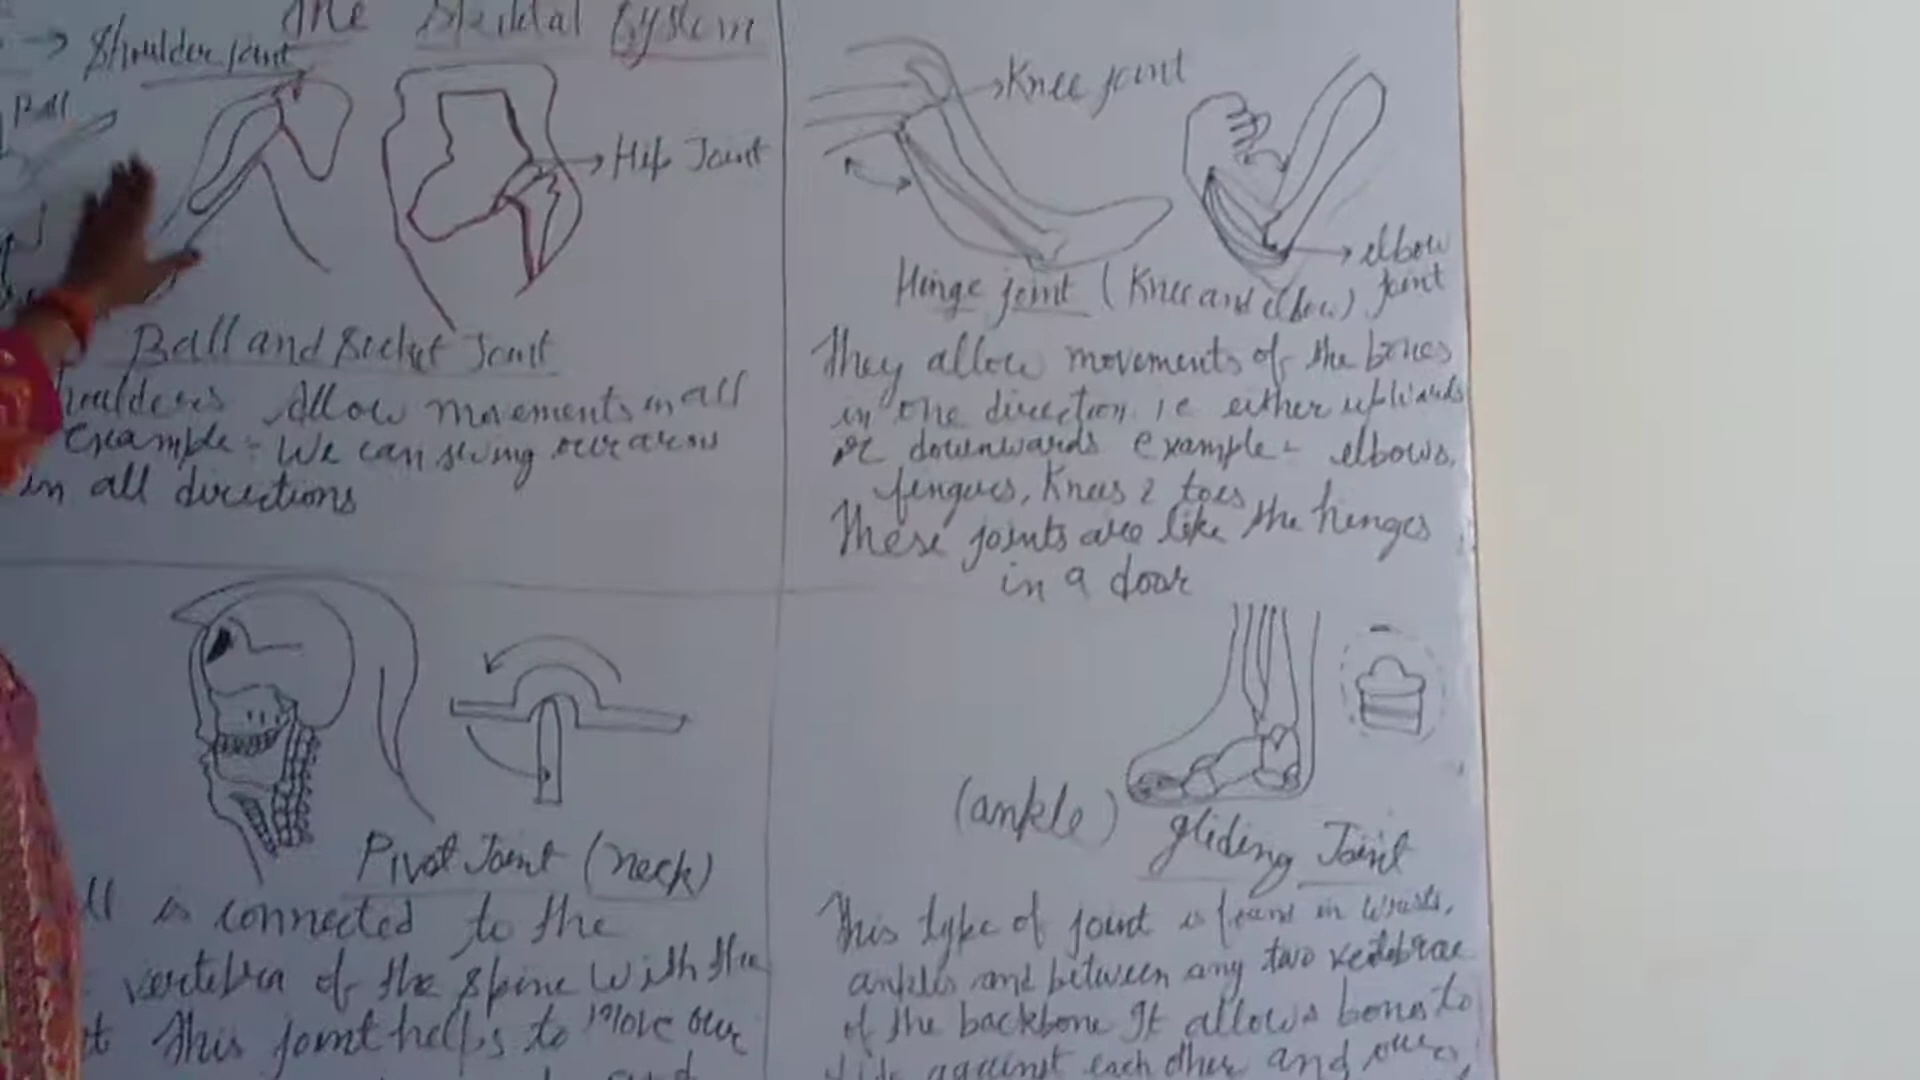 The Skeletal System
→ Shoulder joint
Ball
→ Hip Joint
Ball and Socket Joint
houlders Allow movements in all
Example - We can swing our arms
in all directions
→ Knee joint
→ elbow
joint
Hinge joint (Knee and elbow)
They allow movements of the bones
in one direction i.e either upwards
or downwards example - elbows,
fingers, Knees & toes
These joints are like the hinges
in a door
Pivot Joint (neck)
ll is connected to the
vertebra of the spine with the
t This joint helps to move our
and
(ankle)
gliding Joint
This type of joint is found in wrists,
ankles and between any two vertebrae
of the backbone It allows bones to
against each other and